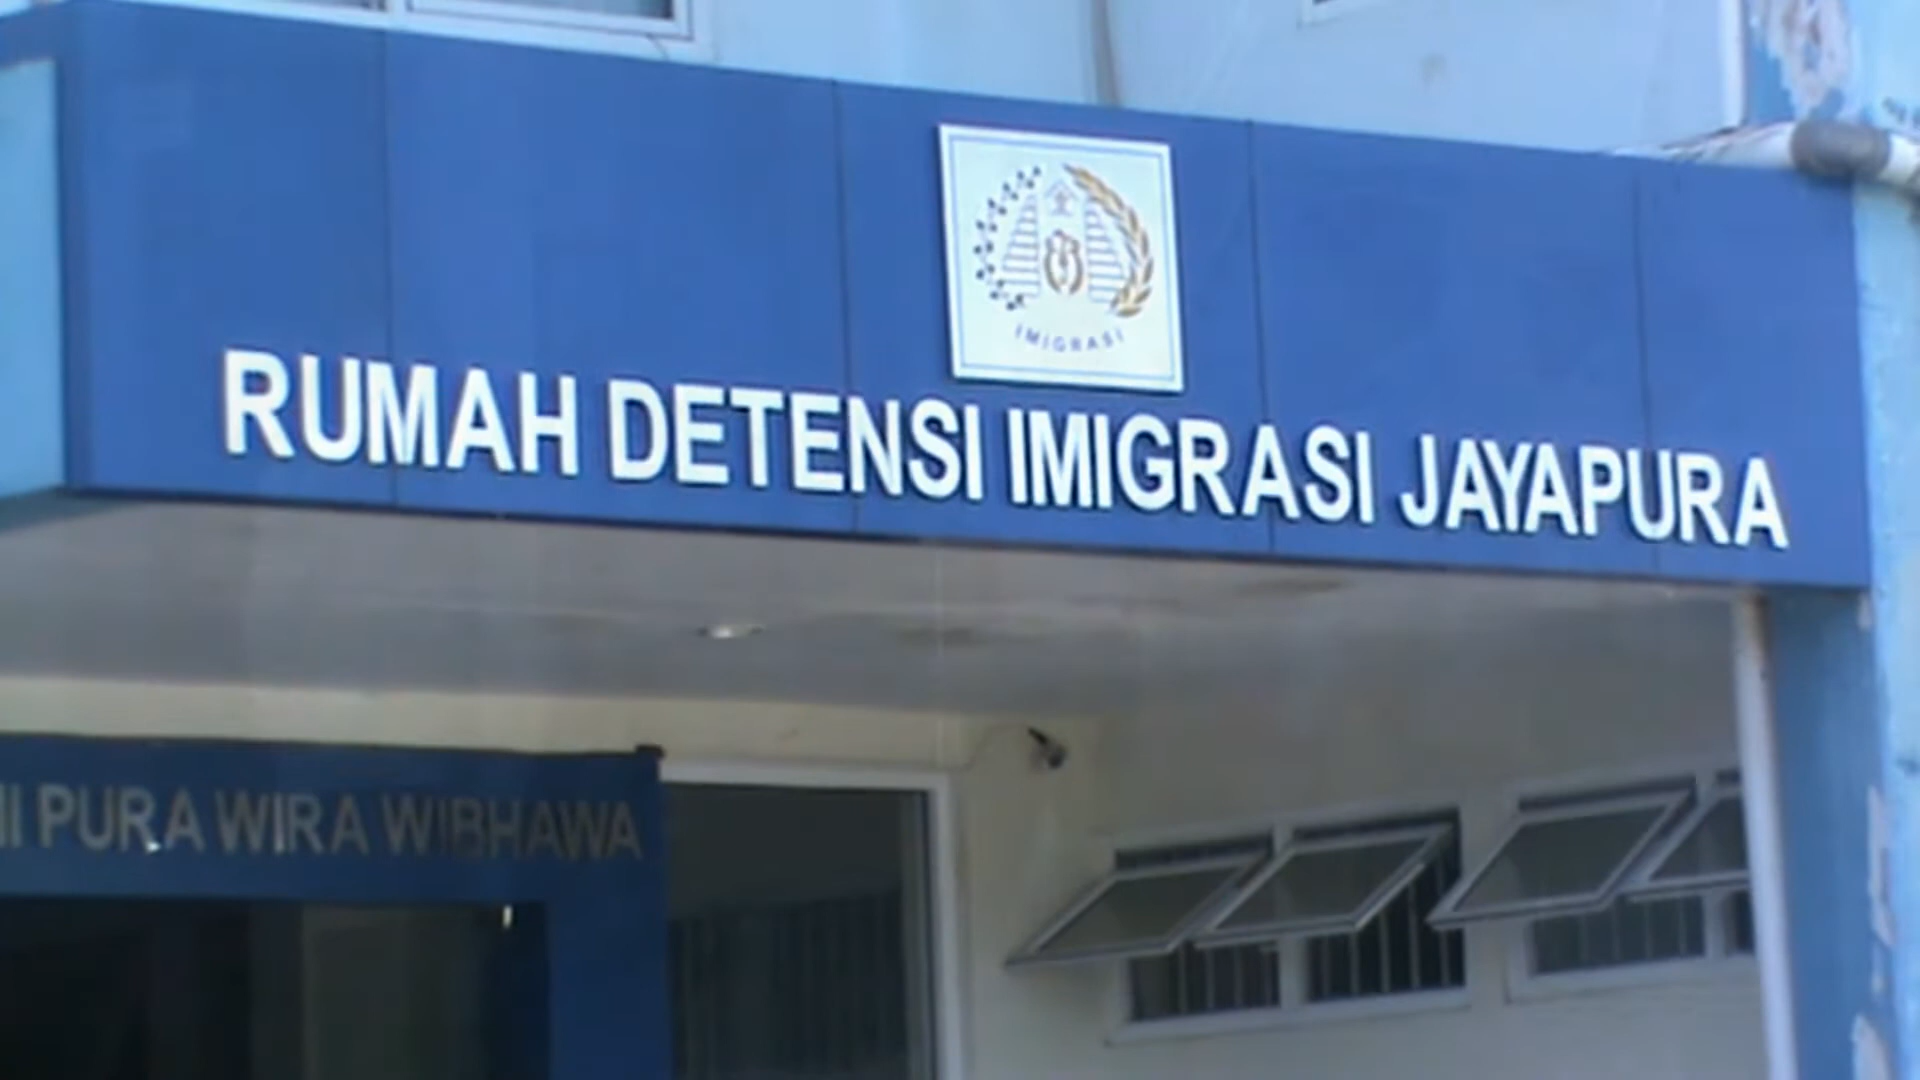 IMIGRASI
RUMAH DETENSI IMIGRASI JAYAPURA
PURA WIRA WIBHAWA